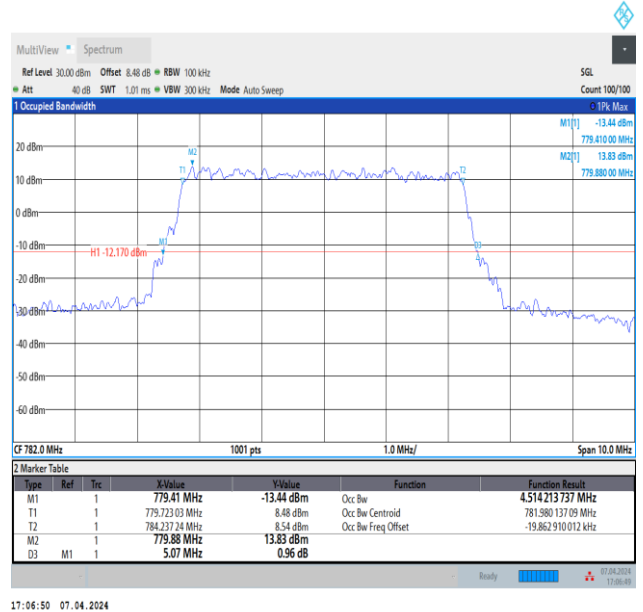 MultiView Spectrum
Ref Level 30.00 dBm Offset 8.48 dB RBW 100 kHz SGL
Att 40 dB SWT 1.01 ms VBW 300 kHz Mode Auto Sweep Count 100/100
1 Occupied Bandwidth 1Pk Max
M1[1] -13.44 dBm
779.410 00 MHz
M2[1] 13.83 dBm
779.880 00 MHz
20 dBm
M2
T1 T2
10 dBm
0 dBm
-10 dBm
M1 D3
H1 -12.170 dBm
-20 dBm
-30 dBm
-40 dBm
-50 dBm
-60 dBm
CF 782.0 MHz 1001 pts 1.0 MHz/ Span 10.0 MHz
2 Marker Table
Type Ref Trc X-Value Y-Value Function Function Result
M1 1 779.41 MHz -13.44 dBm Occ Bw 4.514 213 737 MHz
T1 1 779.723 03 MHz 8.48 dBm Occ Bw Centroid 781.980 137 09 MHz
T2 1 784.237 24 MHz 8.54 dBm Occ Bw Freq Offset -19.862 910 012 kHz
M2 1 779.88 MHz 13.83 dBm
D3 M1 1 5.07 MHz 0.96 dB
Ready 07.04.2024
17:06:49
17:06:50 07.04.2024